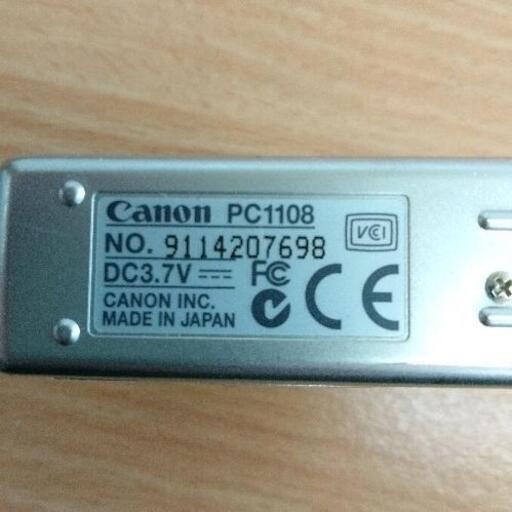 Canon PC1108
NO. 9114207698
VCI
DC3.7V
FC
CE
CANON INC.
MADE IN JAPAN